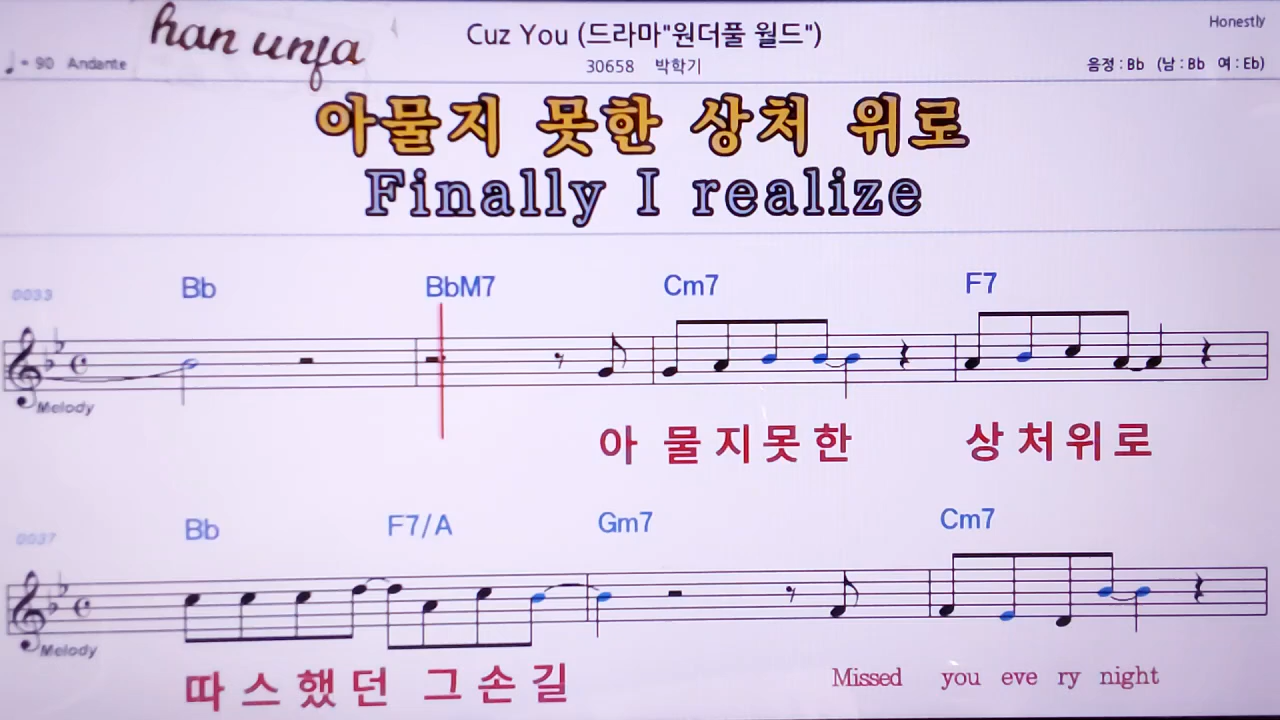 han unfa
Cuz You (드라마"원더풀 월드")
Honestly
♩= 90 Andante
30658 박학기
음정 : Bb (남 : Bb 여 : Eb)
아물지 못한 상처 위로
Finally I realize
0033 Bb BbM7 Cm7 F7
Melody
아 물 지 못 한 상 처 위 로
0037 Bb F7/A Gm7 Cm7
Melody
따 스 했 던 그 손 길 Missed you eve ry night